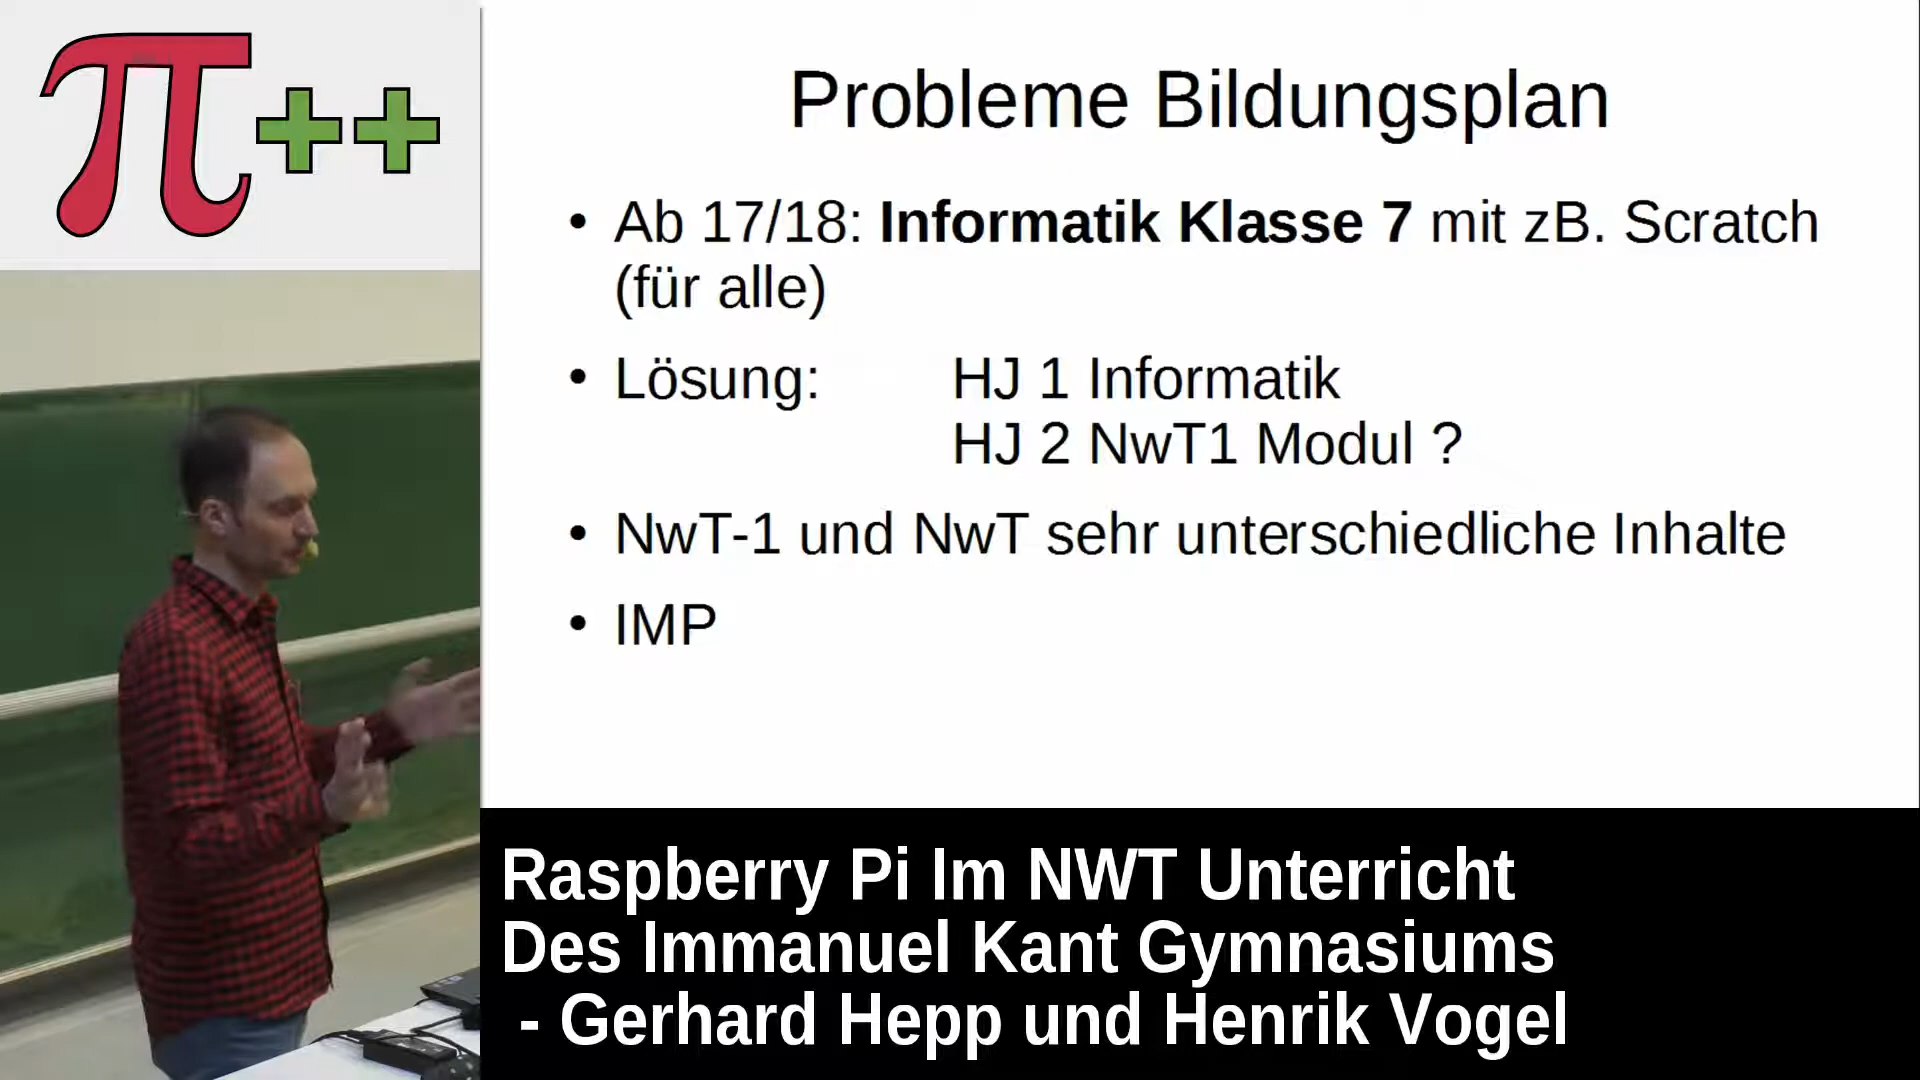 π++
Probleme Bildungsplan
• Ab 17/18: Informatik Klasse 7 mit zB. Scratch
(für alle)
• Lösung: HJ 1 Informatik
HJ 2 NwT1 Modul ?
• NwT-1 und NwT sehr unterschiedliche Inhalte
• IMP
Raspberry Pi Im NWT Unterricht
Des Immanuel Kant Gymnasiums
- Gerhard Hepp und Henrik Vogel